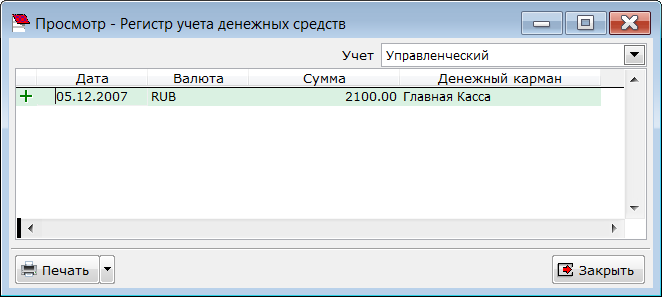 Просмотр - Регистр учета денежных средств
Учет Управленческий
Дата Валюта Сумма Денежный карман
05.12.2007 RUB 2100.00 Главная Касса
Печать Закрыть